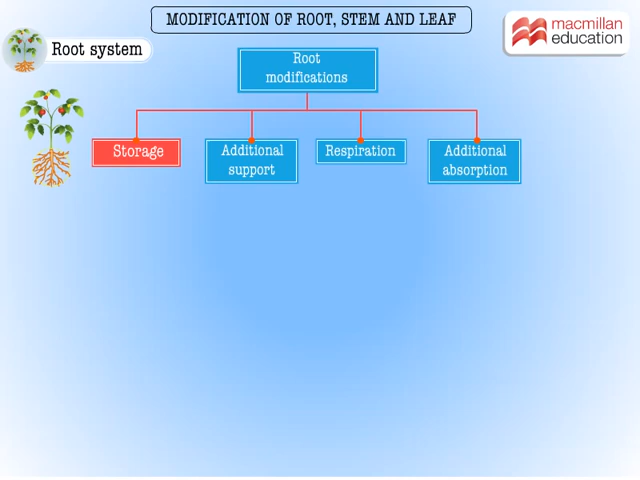 MODIFICATION OF ROOT, STEM AND LEAF
macmillan
education
Root system
Root
modifications
Storage
Additional
support
Respiration
Additional
absorption